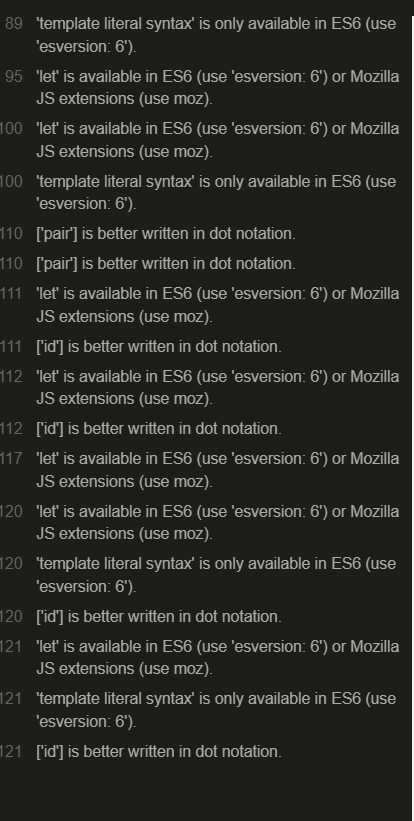 89 'template literal syntax' is only available in ES6 (use
'esversion: 6').
95 'let' is available in ES6 (use 'esversion: 6') or Mozilla
JS extensions (use moz).
100 'let' is available in ES6 (use 'esversion: 6') or Mozilla
JS extensions (use moz).
100 'template literal syntax' is only available in ES6 (use
'esversion: 6').
110 ['pair'] is better written in dot notation.
110 ['pair'] is better written in dot notation.
111 'let' is available in ES6 (use 'esversion: 6') or Mozilla
JS extensions (use moz).
111 ['id'] is better written in dot notation.
112 'let' is available in ES6 (use 'esversion: 6') or Mozilla
JS extensions (use moz).
112 ['id'] is better written in dot notation.
117 'let' is available in ES6 (use 'esversion: 6') or Mozilla
JS extensions (use moz).
120 'let' is available in ES6 (use 'esversion: 6') or Mozilla
JS extensions (use moz).
120 'template literal syntax' is only available in ES6 (use
'esversion: 6').
120 ['id'] is better written in dot notation.
121 'let' is available in ES6 (use 'esversion: 6') or Mozilla
JS extensions (use moz).
121 'template literal syntax' is only available in ES6 (use
'esversion: 6').
121 ['id'] is better written in dot notation.